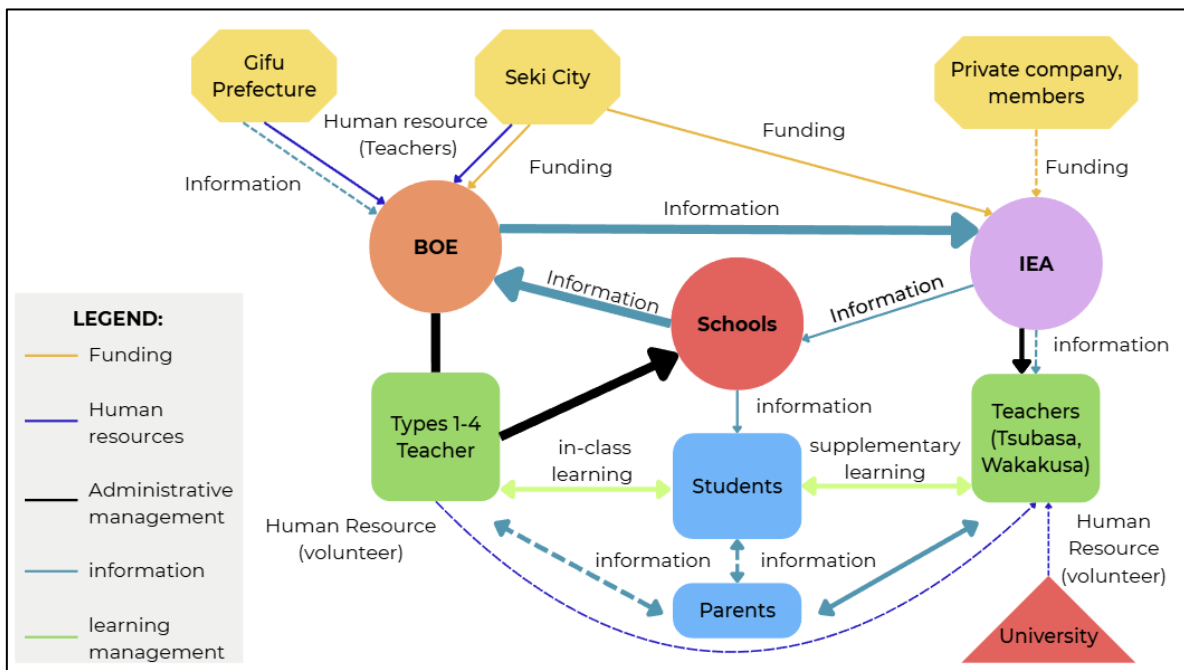 Gifu
Prefecture
Seki City
Private company,
members
Human resource
(Teachers)
Funding
Funding
Funding
Information
Information
BOE
IEA
Information
Information
Schools
LEGEND:
Funding
Human
resources
Administrative
management
information
learning
management
information
Types 1-4
Teacher
information
Teachers
(Tsubasa,
Wakakusa)
in-class
learning
supplementary
learning
Students
Human Resource
(volunteer)
information
information
Human
Resource
(volunteer)
Parents
University